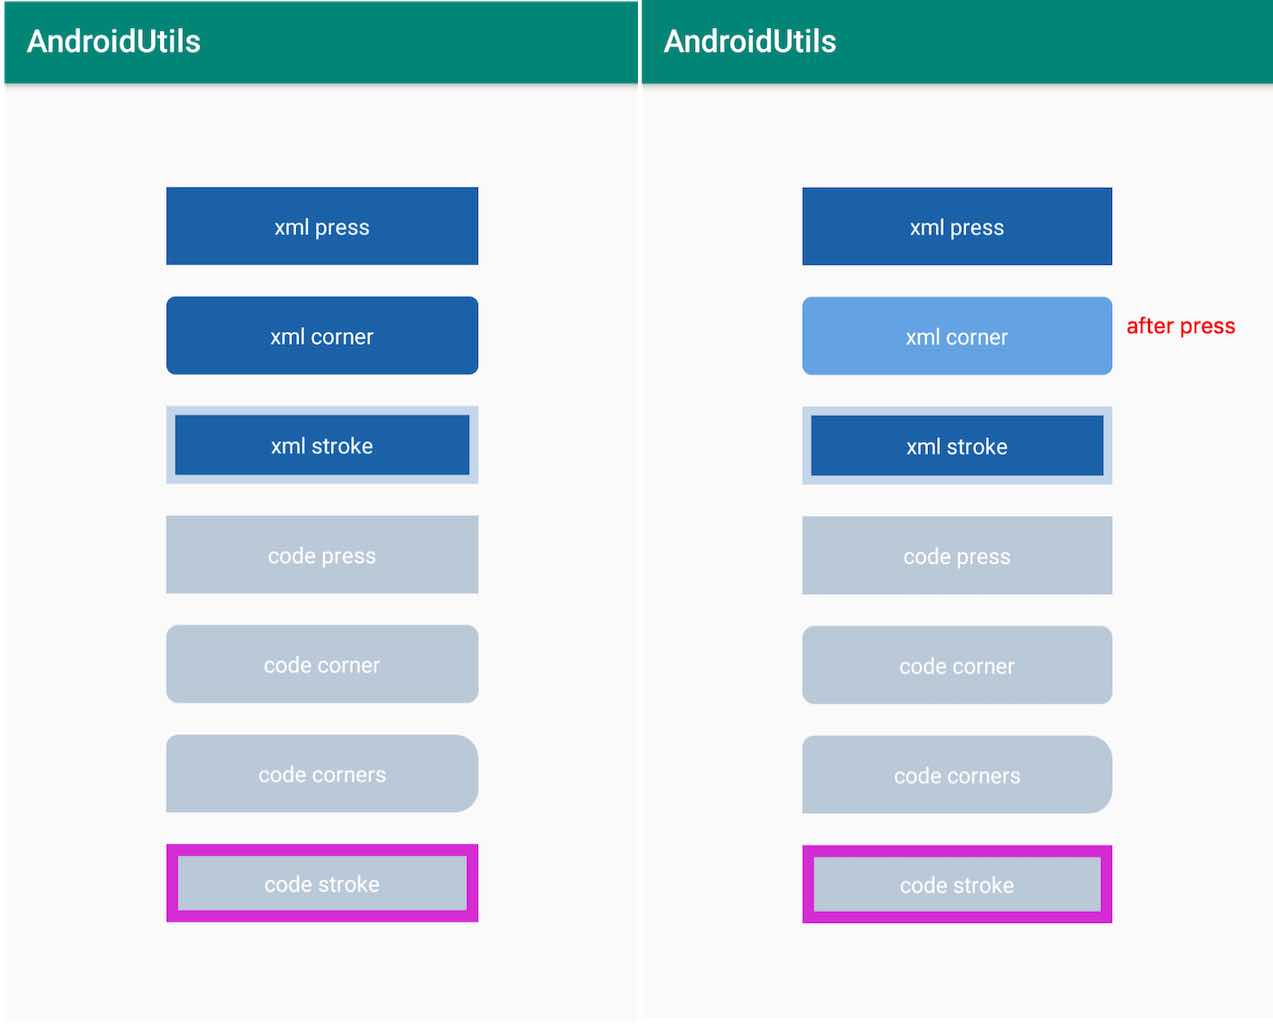 AndroidUtils
xml press
xml corner
xml stroke
code press
code corner
code corners
code stroke
AndroidUtils
xml press
xml corner
after press
xml stroke
code press
code corner
code corners
code stroke